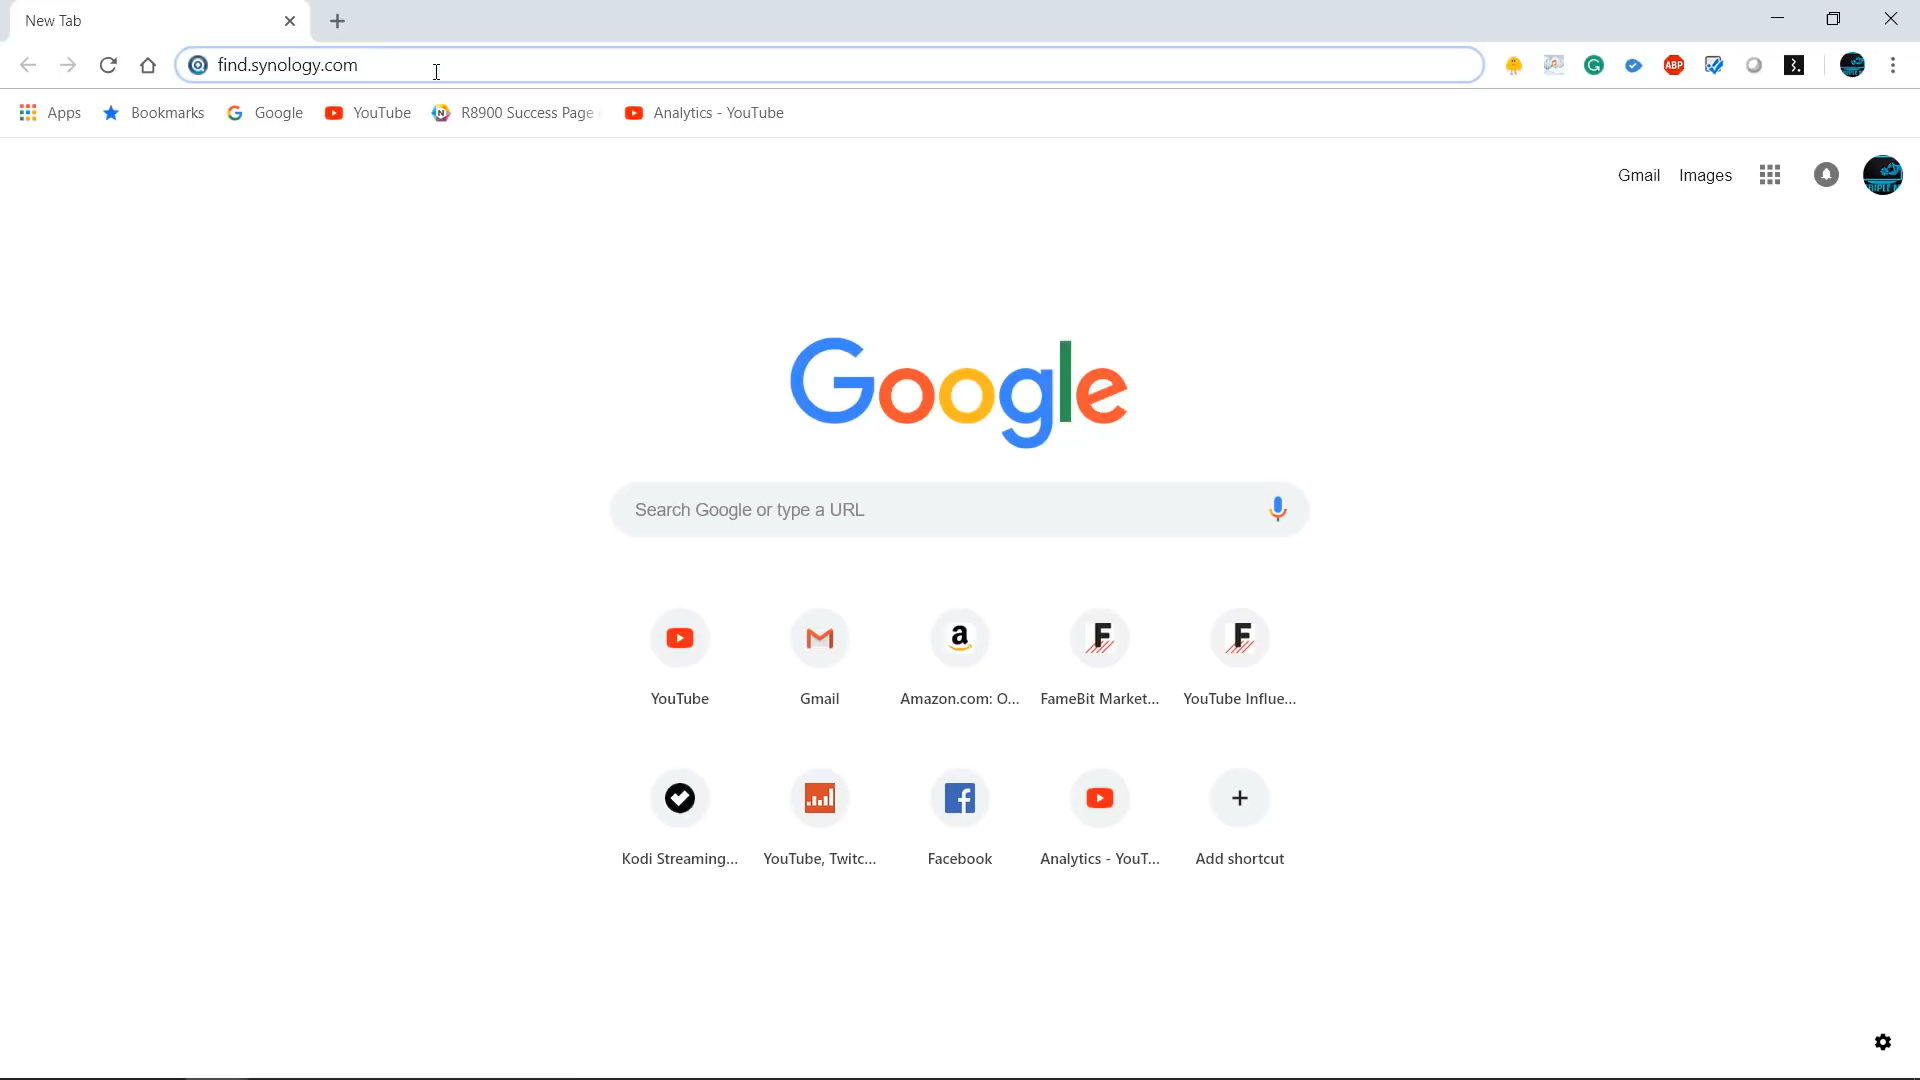 New Tab
find.synology.com
ABP
Apps Bookmarks Google YouTube R8900 Success Page Analytics - YouTube
Gmail Images
Google
Search Google or type a URL
YouTube Gmail Amazon.com: O... FameBit Market... YouTube Influe...
Kodi Streaming... YouTube, Twitc... Facebook Analytics - YouT... Add shortcut